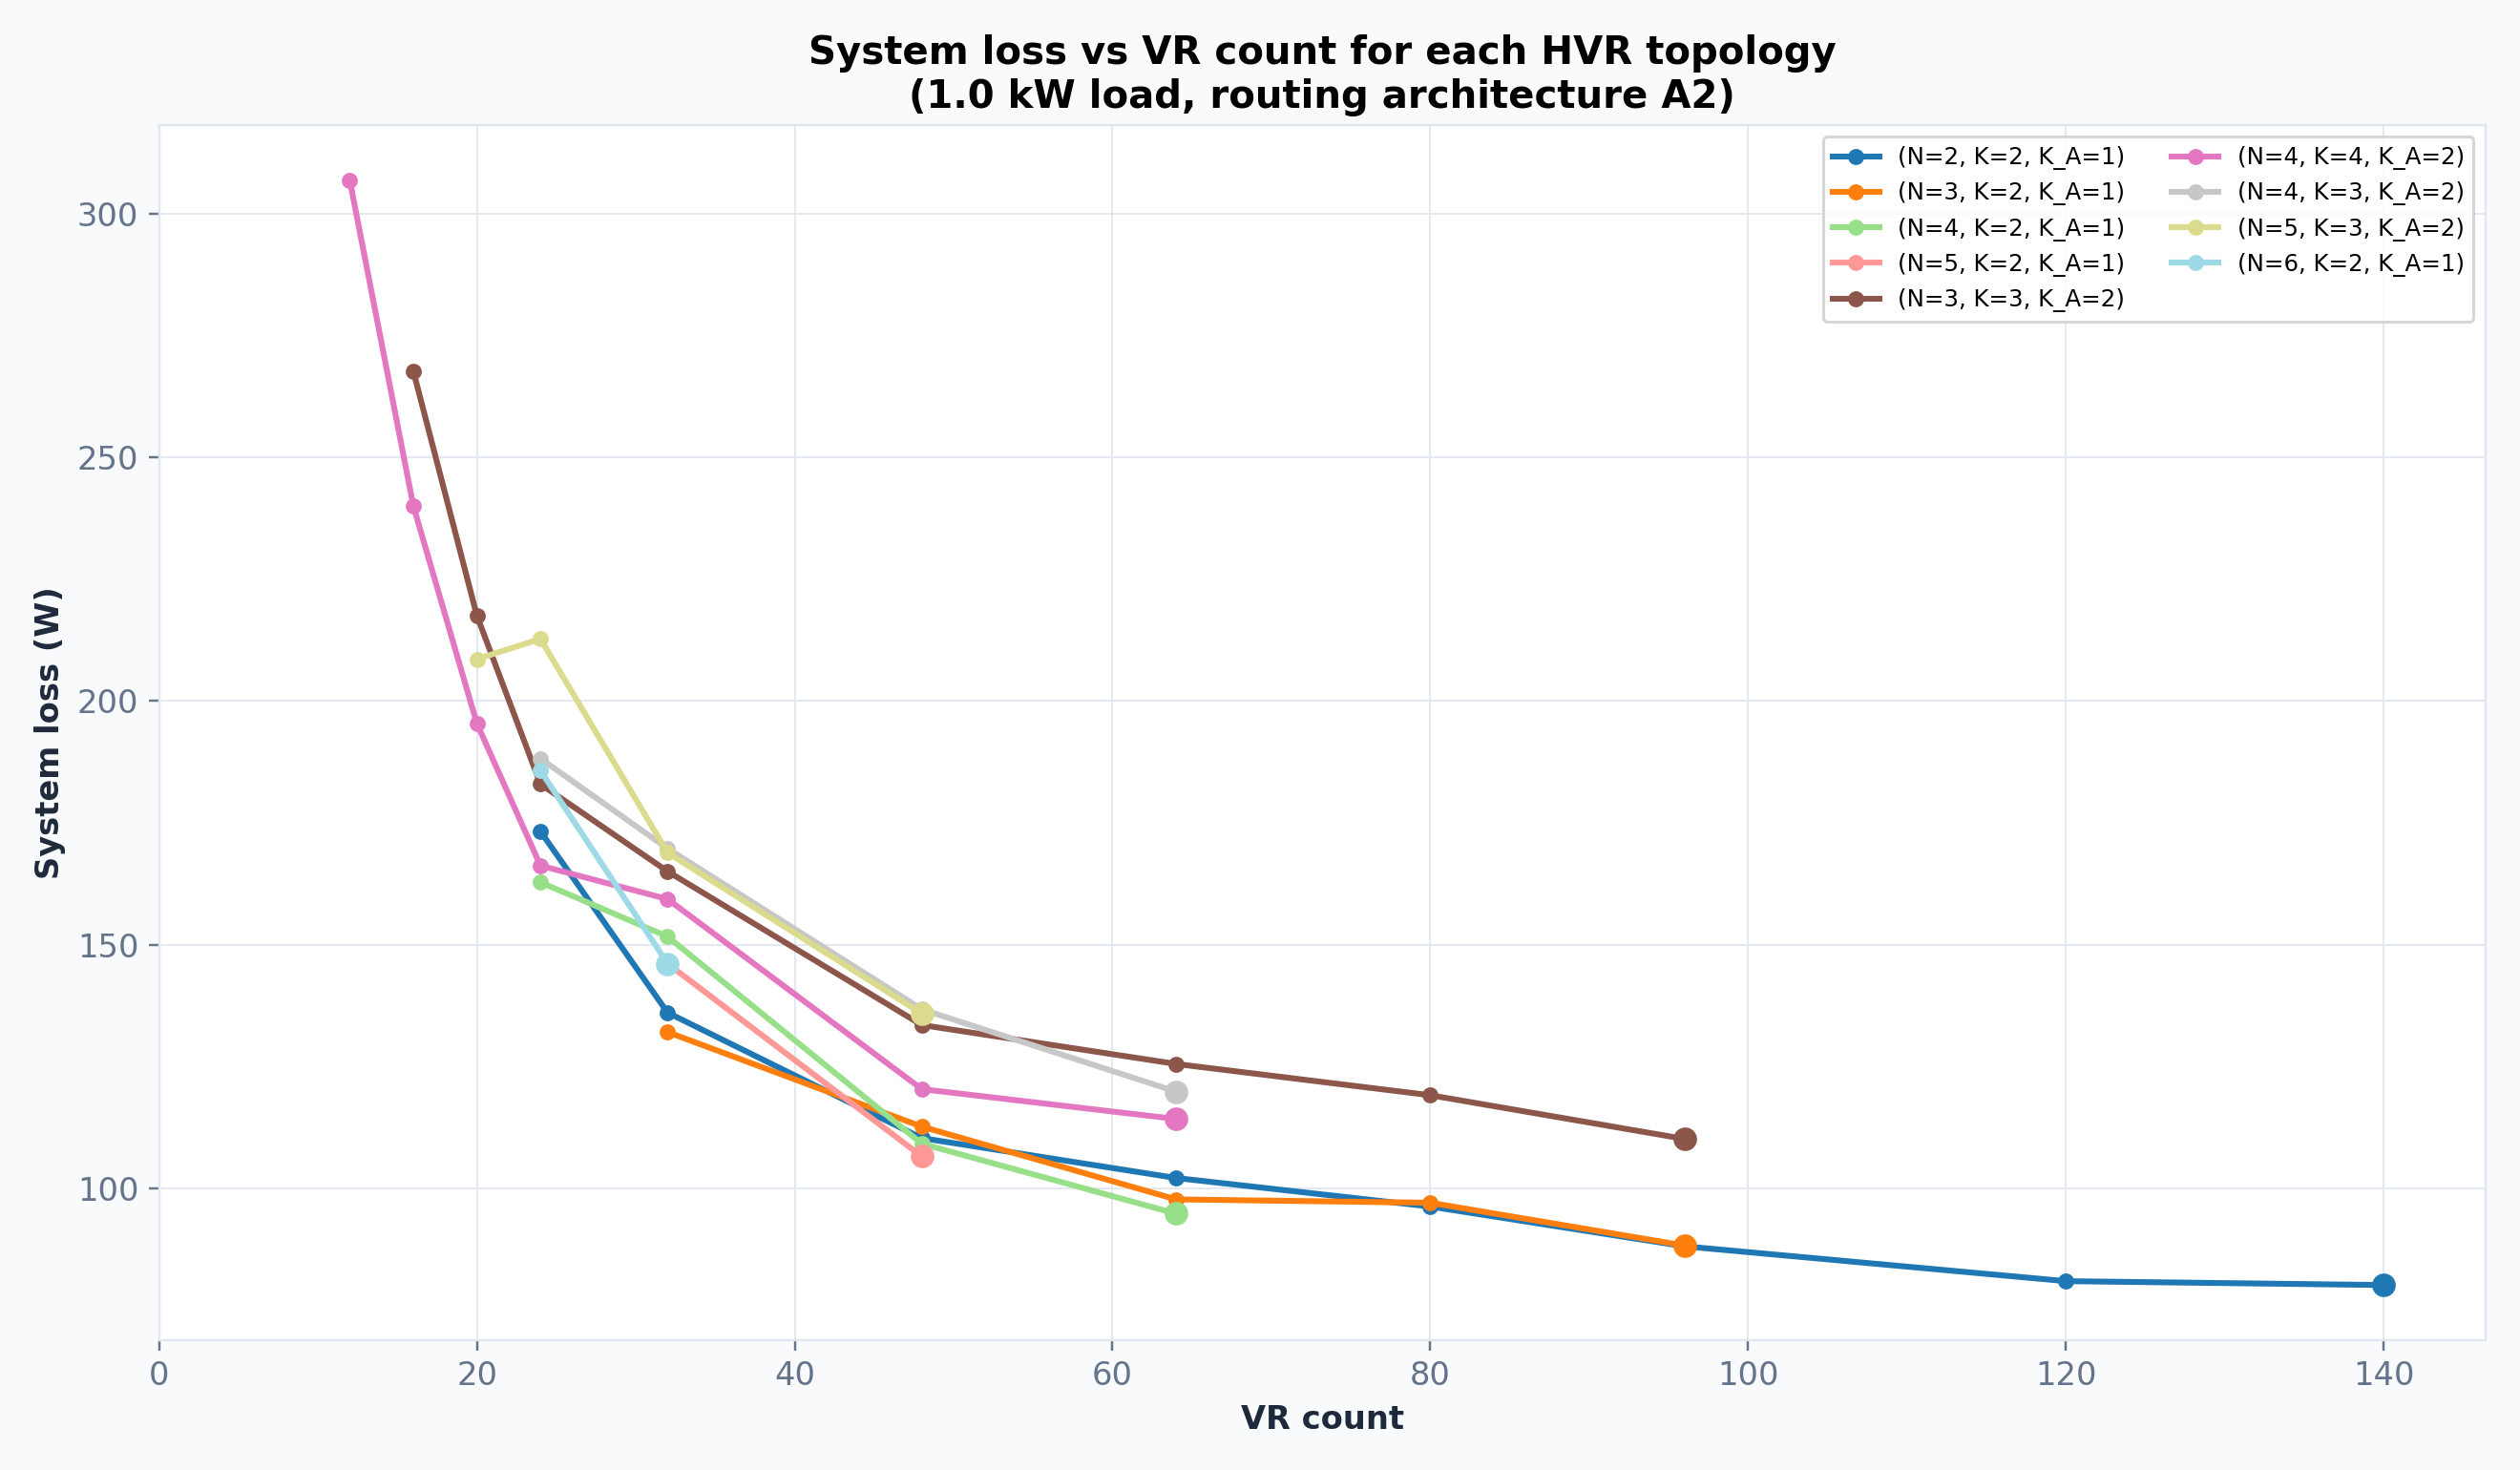 System loss vs VR count for each HVR topology
(1.0 kW load, routing architecture A2)
(N=2, K=2, K_A=1)
(N=3, K=2, K_A=1)
(N=4, K=2, K_A=1)
(N=5, K=2, K_A=1)
(N=3, K=3, K_A=2)
(N=4, K=4, K_A=2)
(N=4, K=3, K_A=2)
(N=5, K=3, K_A=2)
(N=6, K=2, K_A=1)
System loss (W)
300
250
200
150
100
0 20 40 60 80 100 120 140
VR count